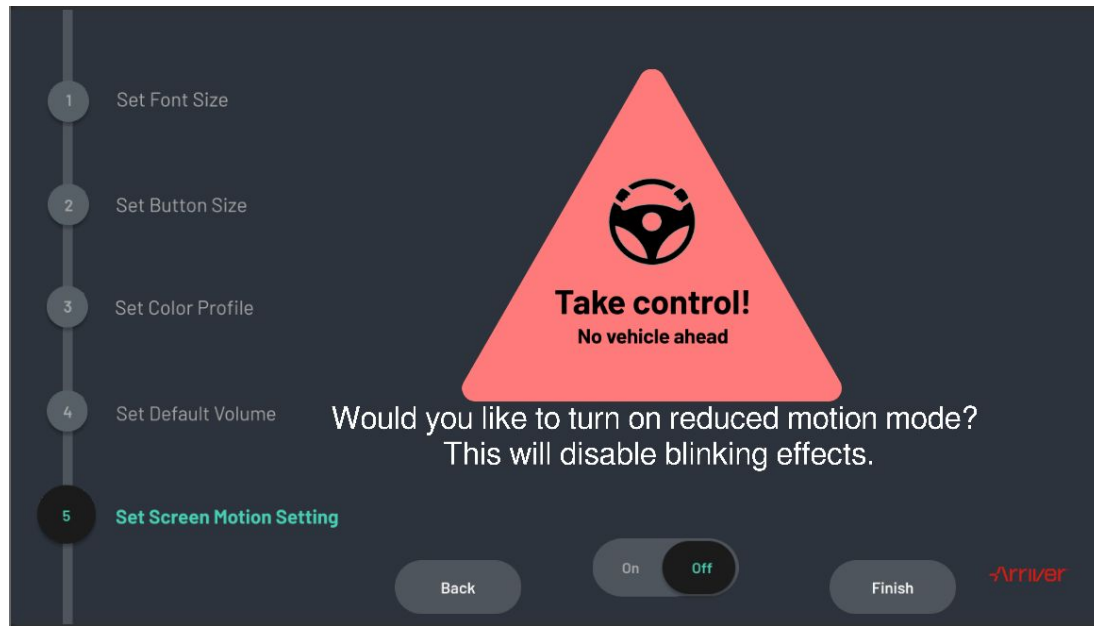 1 Set Font Size
2 Set Button Size
3 Set Color Profile
4 Set Default Volume
5 Set Screen Motion Setting
Take control!
No vehicle ahead
Would you like to turn on reduced motion mode?
This will disable blinking effects.
Back
On Off
Finish
Arriver